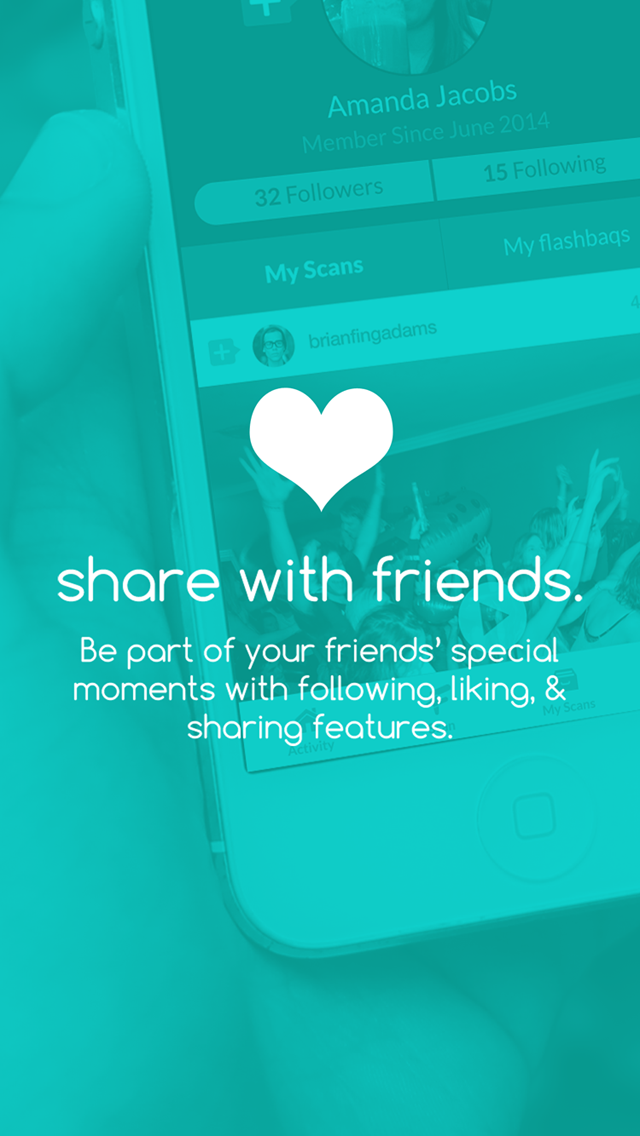 Amanda Jacobs
Member Since June 2014
32 Followers 15 Following
My Scans My flashbaqs
brianfingadams
share with friends.
Be part of your friends’ special
moments with following, liking, &
sharing features.
Activity My Scans